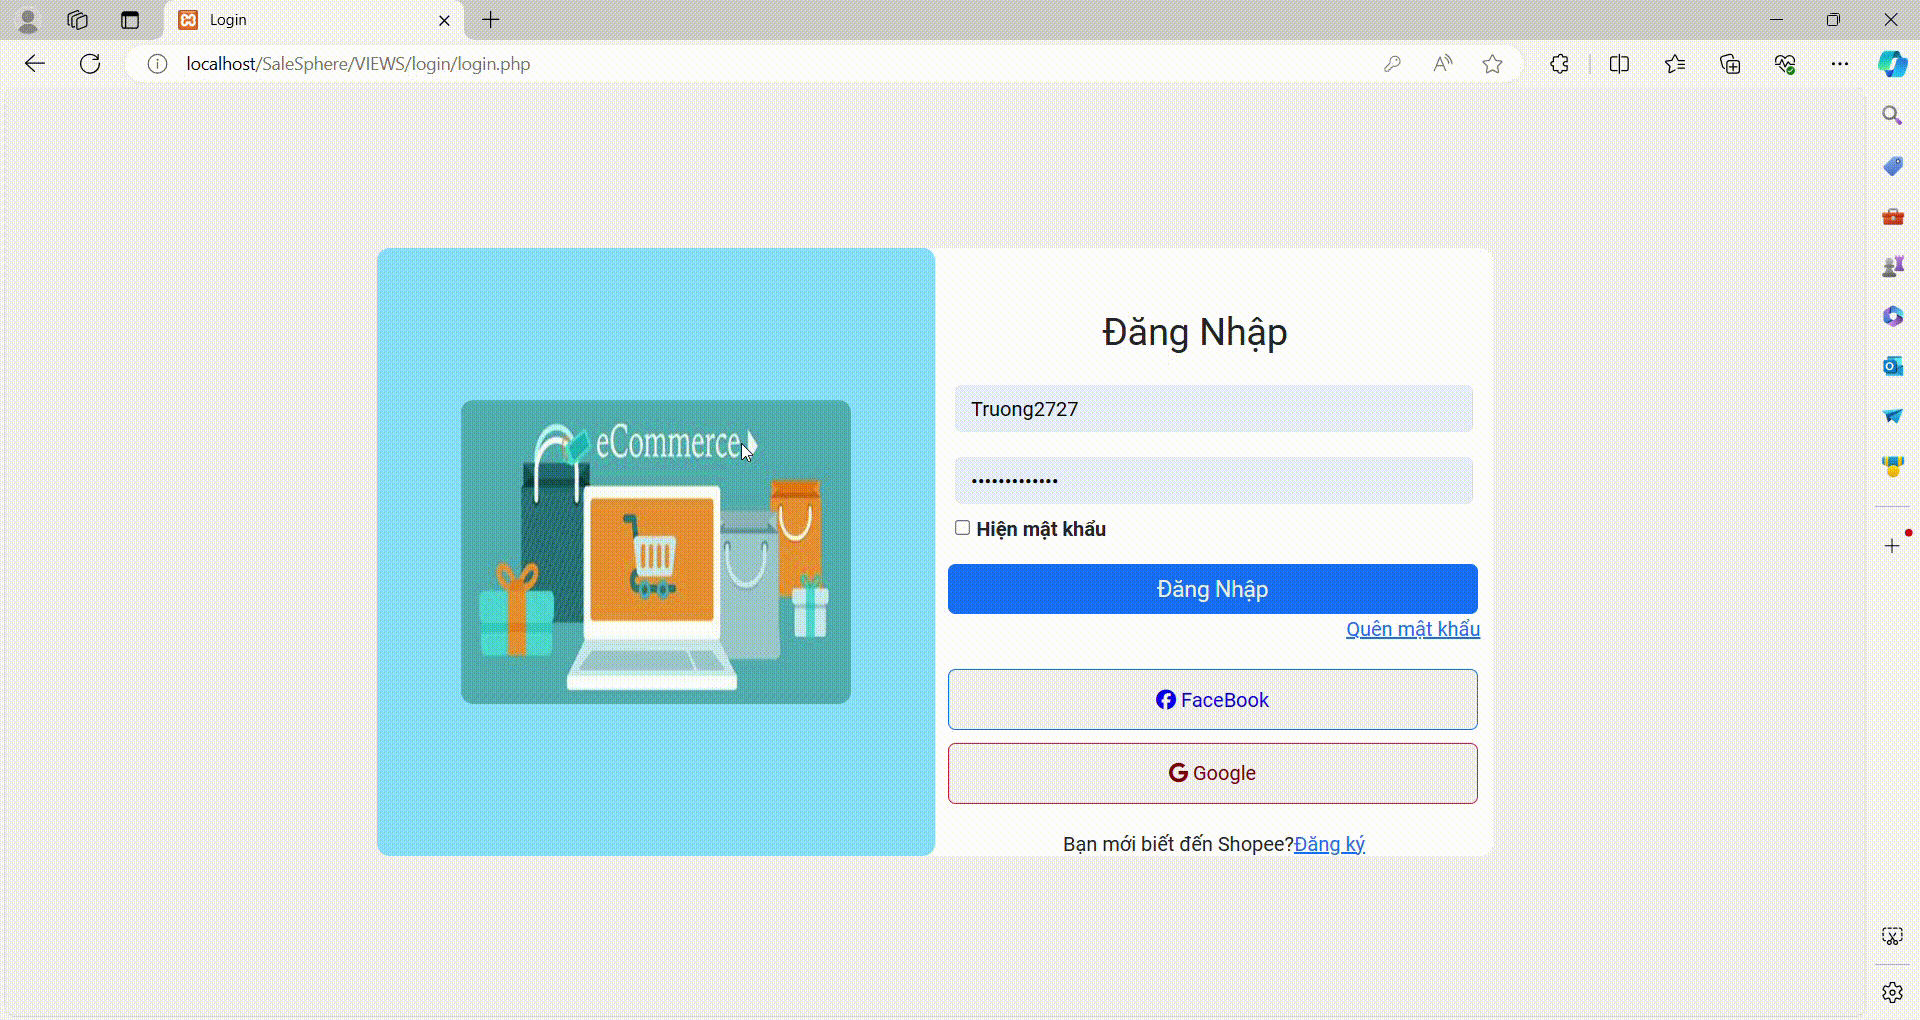 Login
localhost/SaleSphere/VIEWS/login/login.php
eCommerce
Đăng Nhập
Truong2727
•••••••••••••
Hiện mật khẩu
Đăng Nhập
Quên mật khẩu
FaceBook
Google
Bạn mới biết đến Shopee?Đăng ký